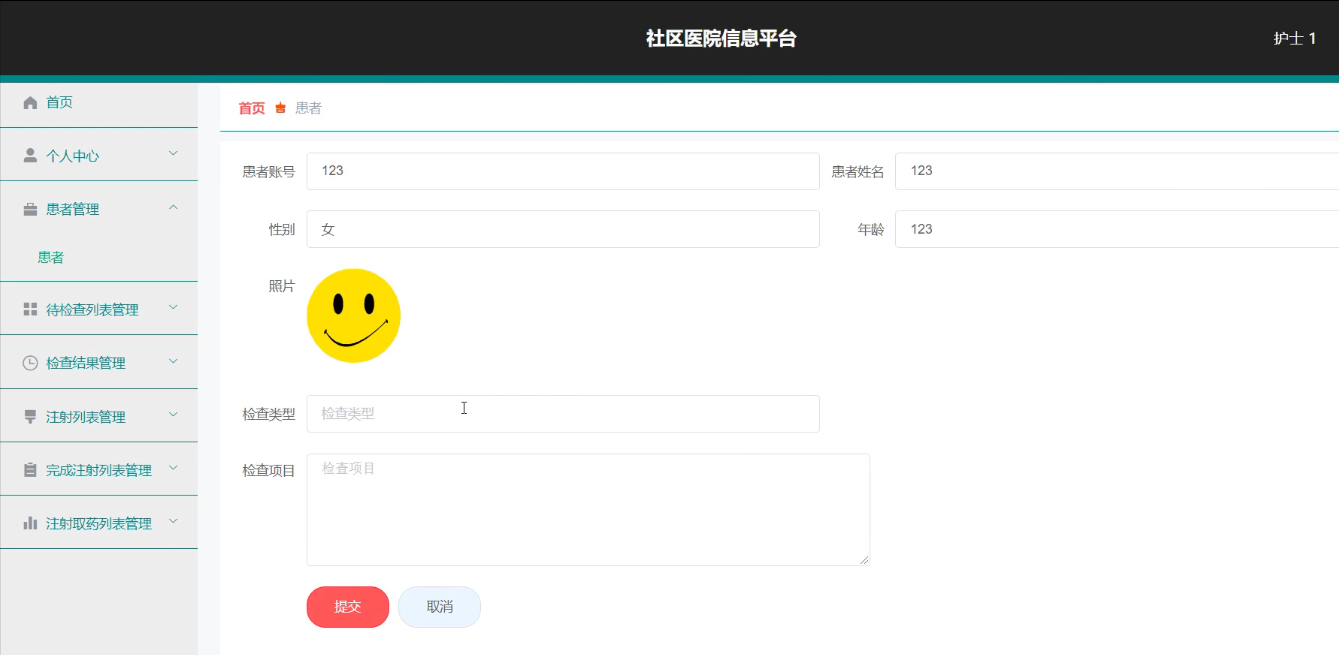 社区医院信息平台
护士 1
首页
个人中心
患者管理
患者
待检查列表管理
检查结果管理
注射列表管理
完成注射列表管理
注射取药列表管理
首页 患者
患者账号 123 患者姓名 123
性别 女 年龄 123
照片
检查类型 检查类型
检查项目 检查项目
提交 取消